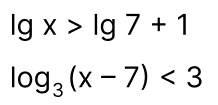 lg x > lg 7 + 1
log₃(x – 7) < 3